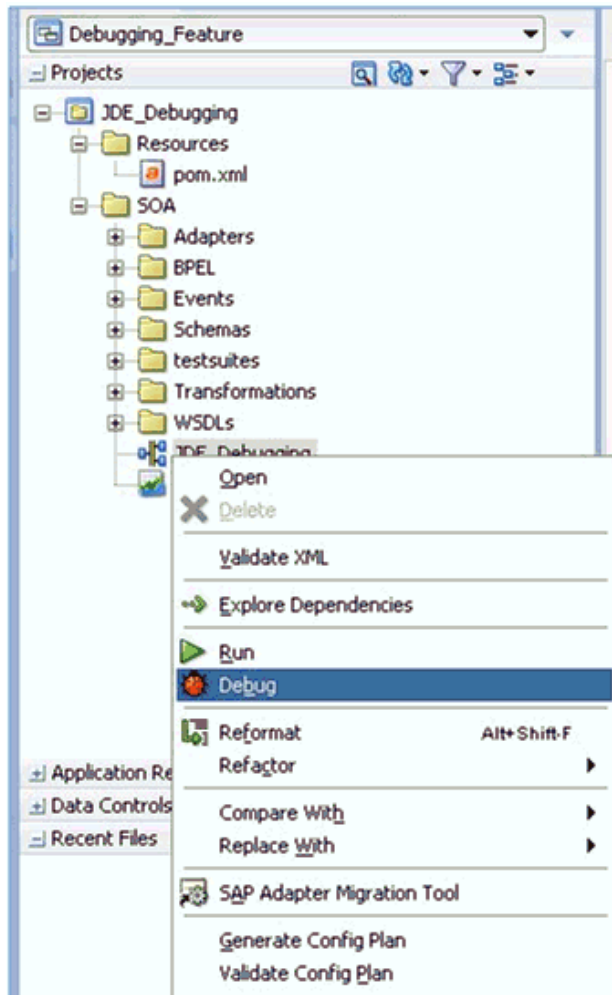 Debugging_Feature
Projects
JDE_Debugging
Resources
pom.xml
SOA
Adapters
BPEL
Events
Schemas
testsuites
Transformations
WSDLs
JDE_Debugging
Open
Delete
Validate XML
Explore Dependencies
Run
Debug
Reformat Alt+Shift-F
Refactor
Application Re
Data Controls
Compare With
Recent Files
Replace With
SAP Adapter Migration Tool
Generate Config Plan
Validate Config Plan